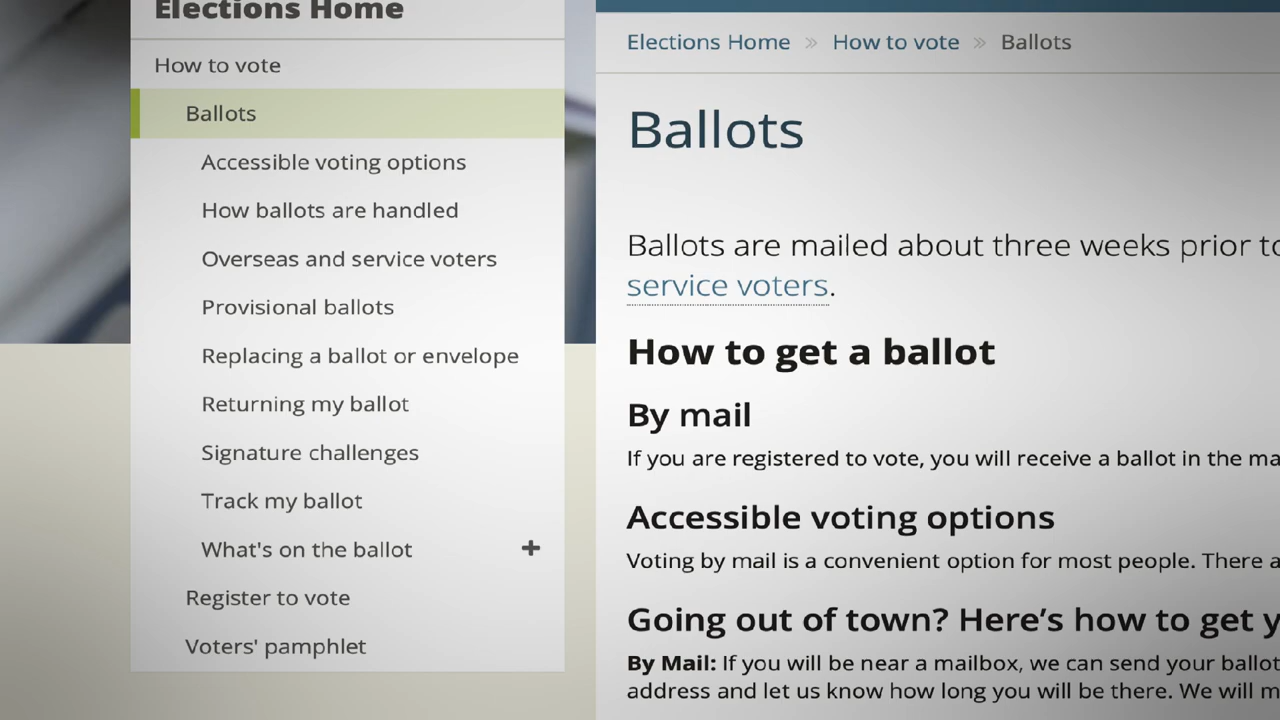 Elections Home
How to vote
Ballots
Accessible voting options
How ballots are handled
Overseas and service voters
Provisional ballots
Replacing a ballot or envelope
Returning my ballot
Signature challenges
Track my ballot
What's on the ballot +
Register to vote
Voters' pamphlet
Elections Home » How to vote » Ballots
Ballots
Ballots are mailed about three weeks prior
service voters.
How to get a ballot
By mail
If you are registered to vote, you will receive a ballot in the
Accessible voting options
Voting by mail is a convenient option for most people. There
Going out of town? Here’s how to get
By Mail: If you will be near a mailbox, we can send your ballot
address and let us know how long you will be there. We will